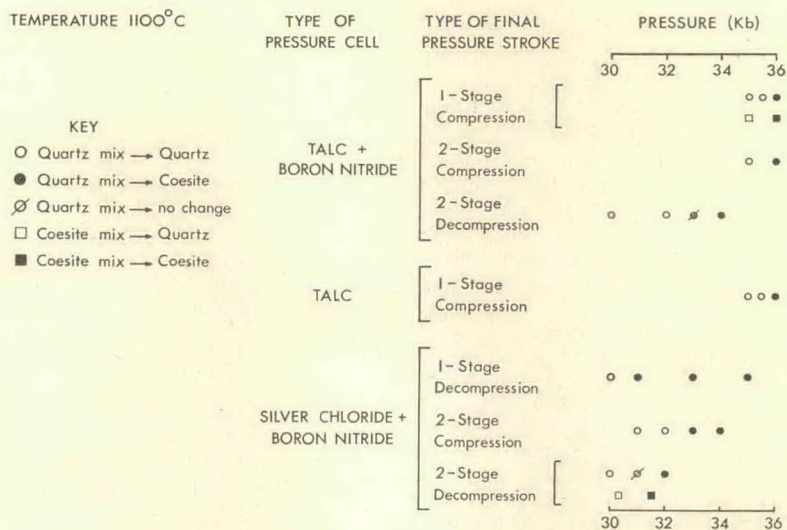 TEMPERATURE 1100°C
TYPE OF
PRESSURE CELL
TYPE OF FINAL
PRESSURE STROKE
PRESSURE (Kb)
30 32 34 36
KEY
Quartz mix → Quartz
Quartz mix → Coesite
Quartz mix → no change
Coesite mix → Quartz
Coesite mix → Coesite
TALC +
BORON NITRIDE
1-Stage
Compression
2-Stage
Compression
2-Stage
Decompression
TALC
1-Stage
Compression
SILVER CHLORIDE +
BORON NITRIDE
1-Stage
Decompression
2-Stage
Compression
2-Stage
Decompression
30 32 34 36